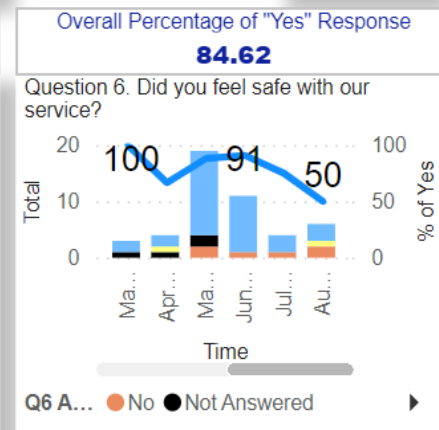 Overall Percentage of "Yes" Response
84.62
Question 6. Did you feel safe with our
service?
20
10
0
Total
100
91
50
100
50
0
% of Yes
Ma...
Apr...
Ma...
Jun...
Jul...
Au...
Time
Q6 A... No Not Answered